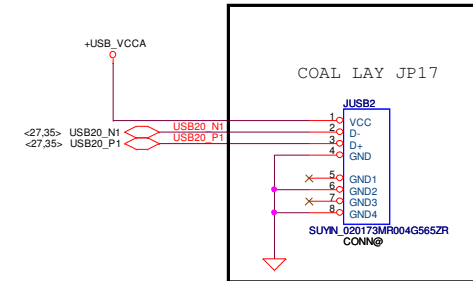 +USB_VCCA
COAL LAY JP17
JUSB2
1 VCC
<27,35> USB20_N1 USB20_N1 2 D-
<27,35> USB20_P1 USB20_P1 3 D+
4 GND
5 GND1
6 GND2
7 GND3
8 GND4
SUYIN_020173MR004G565ZR
CONN@